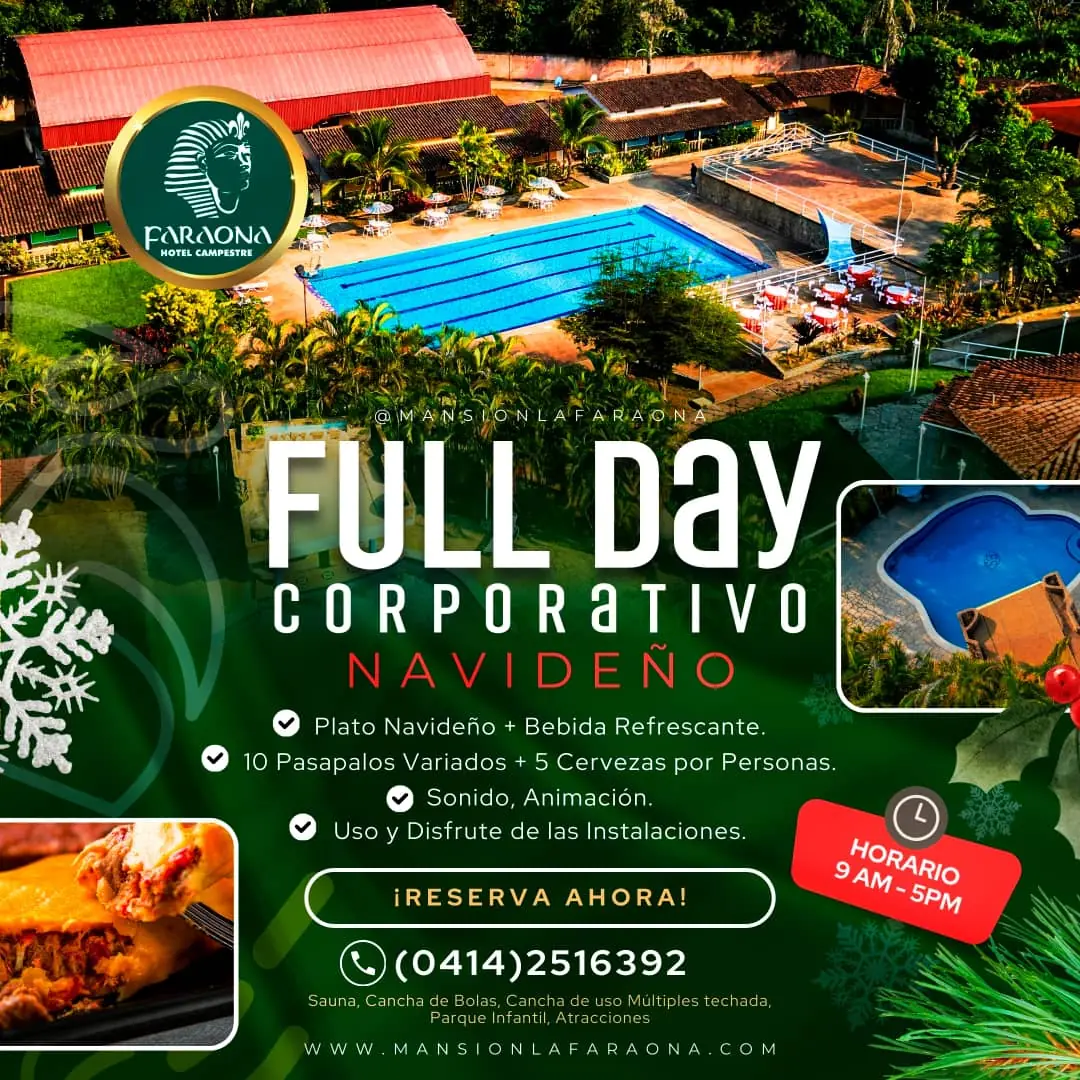 FARAONA
HOTEL CAMPESTRE
@MANSIONLAFARAONA
FULL Day
CORPORaTIVO
NAVIDEÑO
Plato Navideño + Bebida Refrescante.
10 Pasapalos Variados + 5 Cervezas por Personas.
Sonido, Animación.
Uso y Disfrute de las Instalaciones.
HORARIO
9 AM - 5PM
¡RESERVA AHORA!
(0414)2516392
Sauna, Cancha de Bolas, Cancha de uso Múltiples techada,
Parque Infantil, Atracciones
WWW.MANSIONLAFARAONA.COM